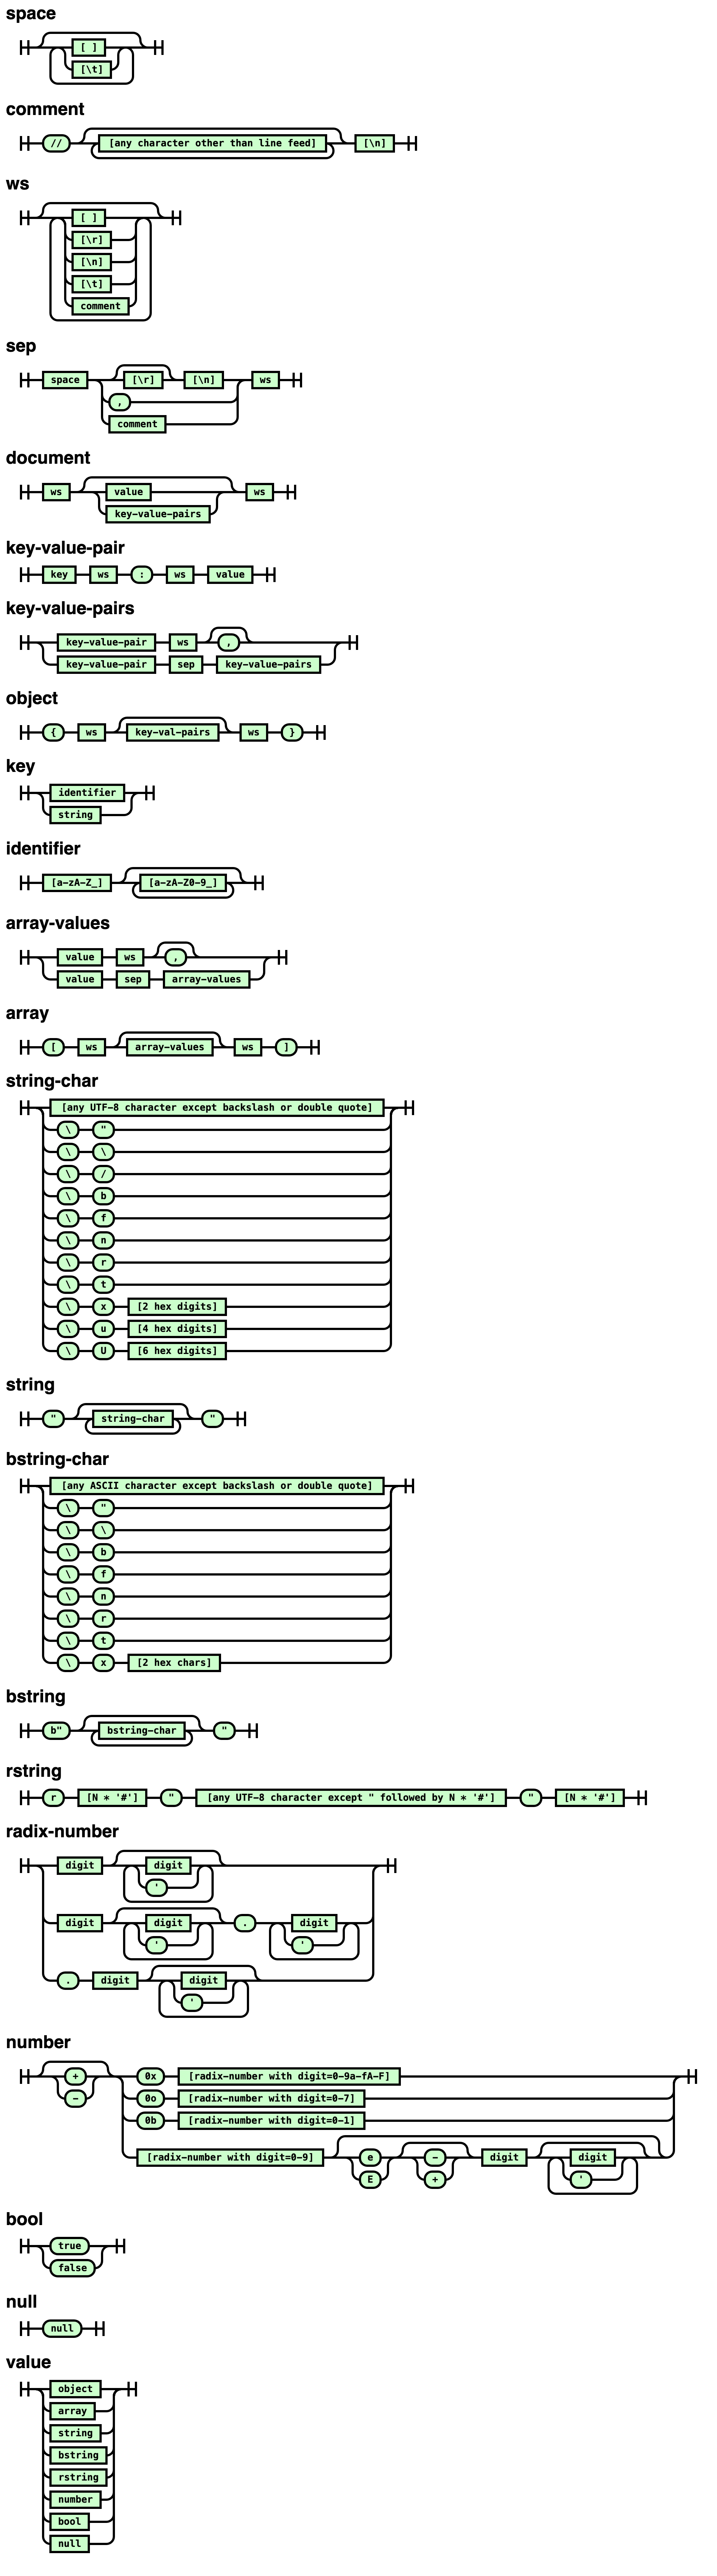 space
[ ]
[\t]
comment
// [any character other than line feed] [\n]
ws
[ ]
[\r]
[\n]
[\t]
comment
sep
space [\r] [\n] ws
,
comment
document
ws value ws
key-value-pairs
key-value-pair
key ws : ws value
key-value-pairs
key-value-pair ws ,
key-value-pair sep key-value-pairs
object
{ ws key-val-pairs ws }
key
identifier
string
identifier
[a-zA-Z_] [a-zA-Z0-9_]
array-values
value ws ,
value sep array-values
array
[ ws array-values ws ]
string-char
[any UTF-8 character except backslash or double quote]
\ "
\ \
\ /
\ b
\ f
\ n
\ r
\ t
\ x [2 hex digits]
\ u [4 hex digits]
\ U [6 hex digits]
string
" string-char "
bstring-char
[any ASCII character except backslash or double quote]
\ "
\ \
\ b
\ f
\ n
\ r
\ t
\ x [2 hex chars]
bstring
b" bstring-char "
rstring
r [N * '#'] " [any UTF-8 character except " followed by N * '#'] " [N * '#']
radix-number
digit digit
'
digit digit . digit
' '
. digit digit
'
number
+ 0x [radix-number with digit=0-9a-fA-F]
- 0o [radix-number with digit=0-7]
0b [radix-number with digit=0-1]
[radix-number with digit=0-9] e - digit digit
E + '
bool
true
false
null
null
value
object
array
string
bstring
rstring
number
bool
null